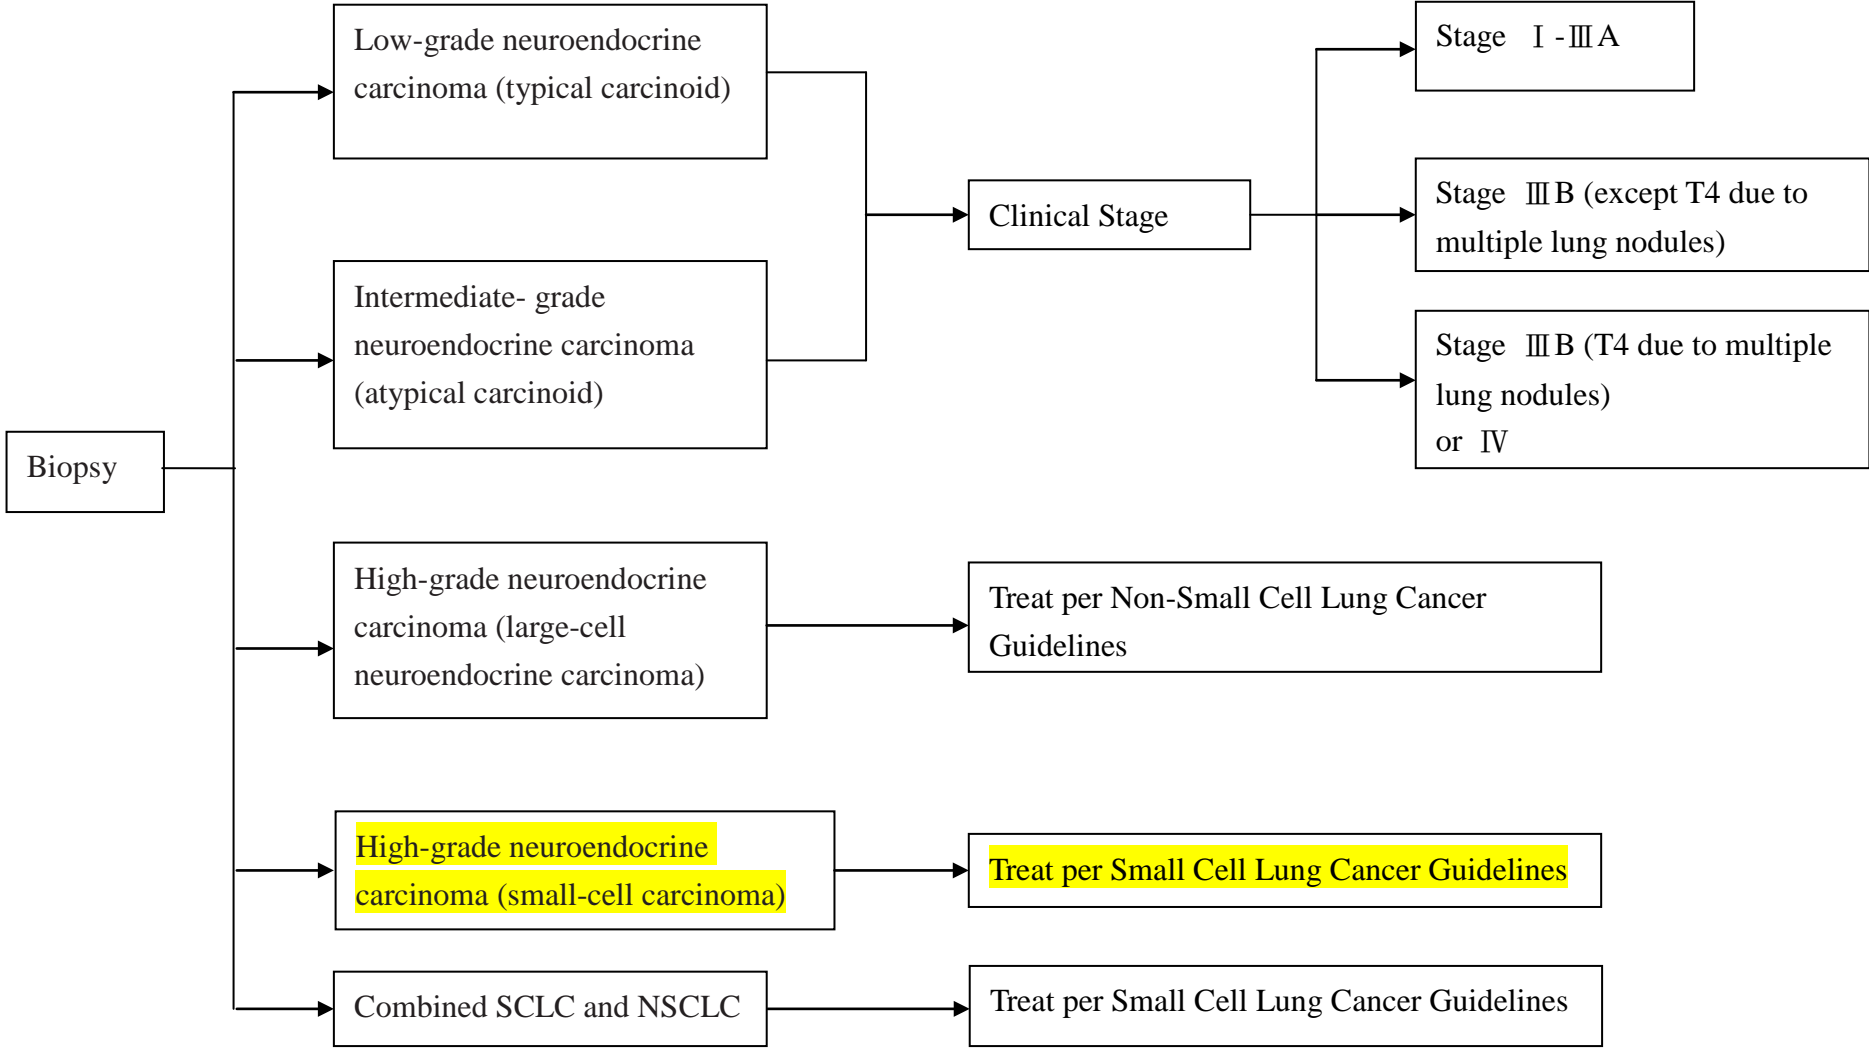 Biopsy
Low-grade neuroendocrine
carcinoma (typical carcinoid)
Intermediate- grade
neuroendocrine carcinoma
(atypical carcinoid)
High-grade neuroendocrine
carcinoma (large-cell
neuroendocrine carcinoma)
High-grade neuroendocrine
carcinoma (small-cell carcinoma)
Combined SCLC and NSCLC
Clinical Stage
Treat per Non-Small Cell Lung Cancer
Guidelines
Treat per Small Cell Lung Cancer Guidelines
Treat per Small Cell Lung Cancer Guidelines
Stage Ⅰ-ⅢA
Stage ⅢB (except T4 due to
multiple lung nodules)
Stage ⅢB (T4 due to multiple
lung nodules)
or Ⅳ